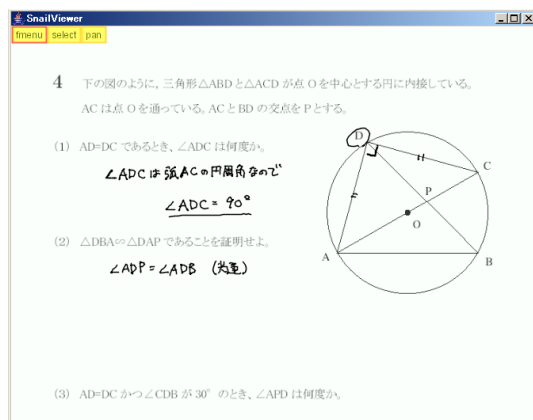 SnailViewer
fmenu select pan
4 下の図のように、三角形△ABDと△ACDが点Oを中心とする円に内接している。
ACは点Oを通っている。ACとBDの交点をPとする。
(1) AD=DCであるとき、∠ADCは何度か。
∠ADCは弧ACの円周角なので
∠ADC = 90°
(2) △DBA∽△DAPであることを証明せよ。
∠ADP=∠ADB (共通)
(3) AD=DCかつ∠CDBが30°のとき、∠APDは何度か。
D
C
P
O
A
B